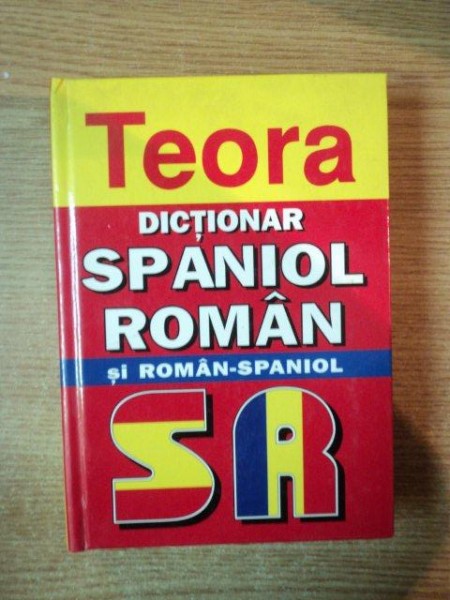 Teora
DICȚIONAR
SPANIOL
ROMÂN
și ROMÂN-SPANIOL
SR